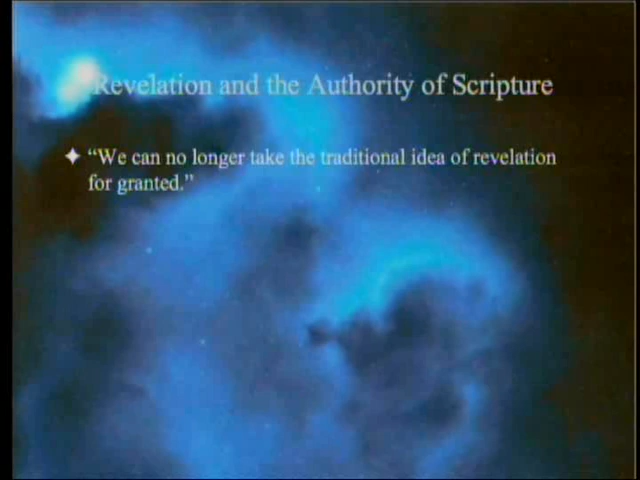 Revelation and the Authority of Scripture
“We can no longer take the traditional idea of revelation
for granted.”